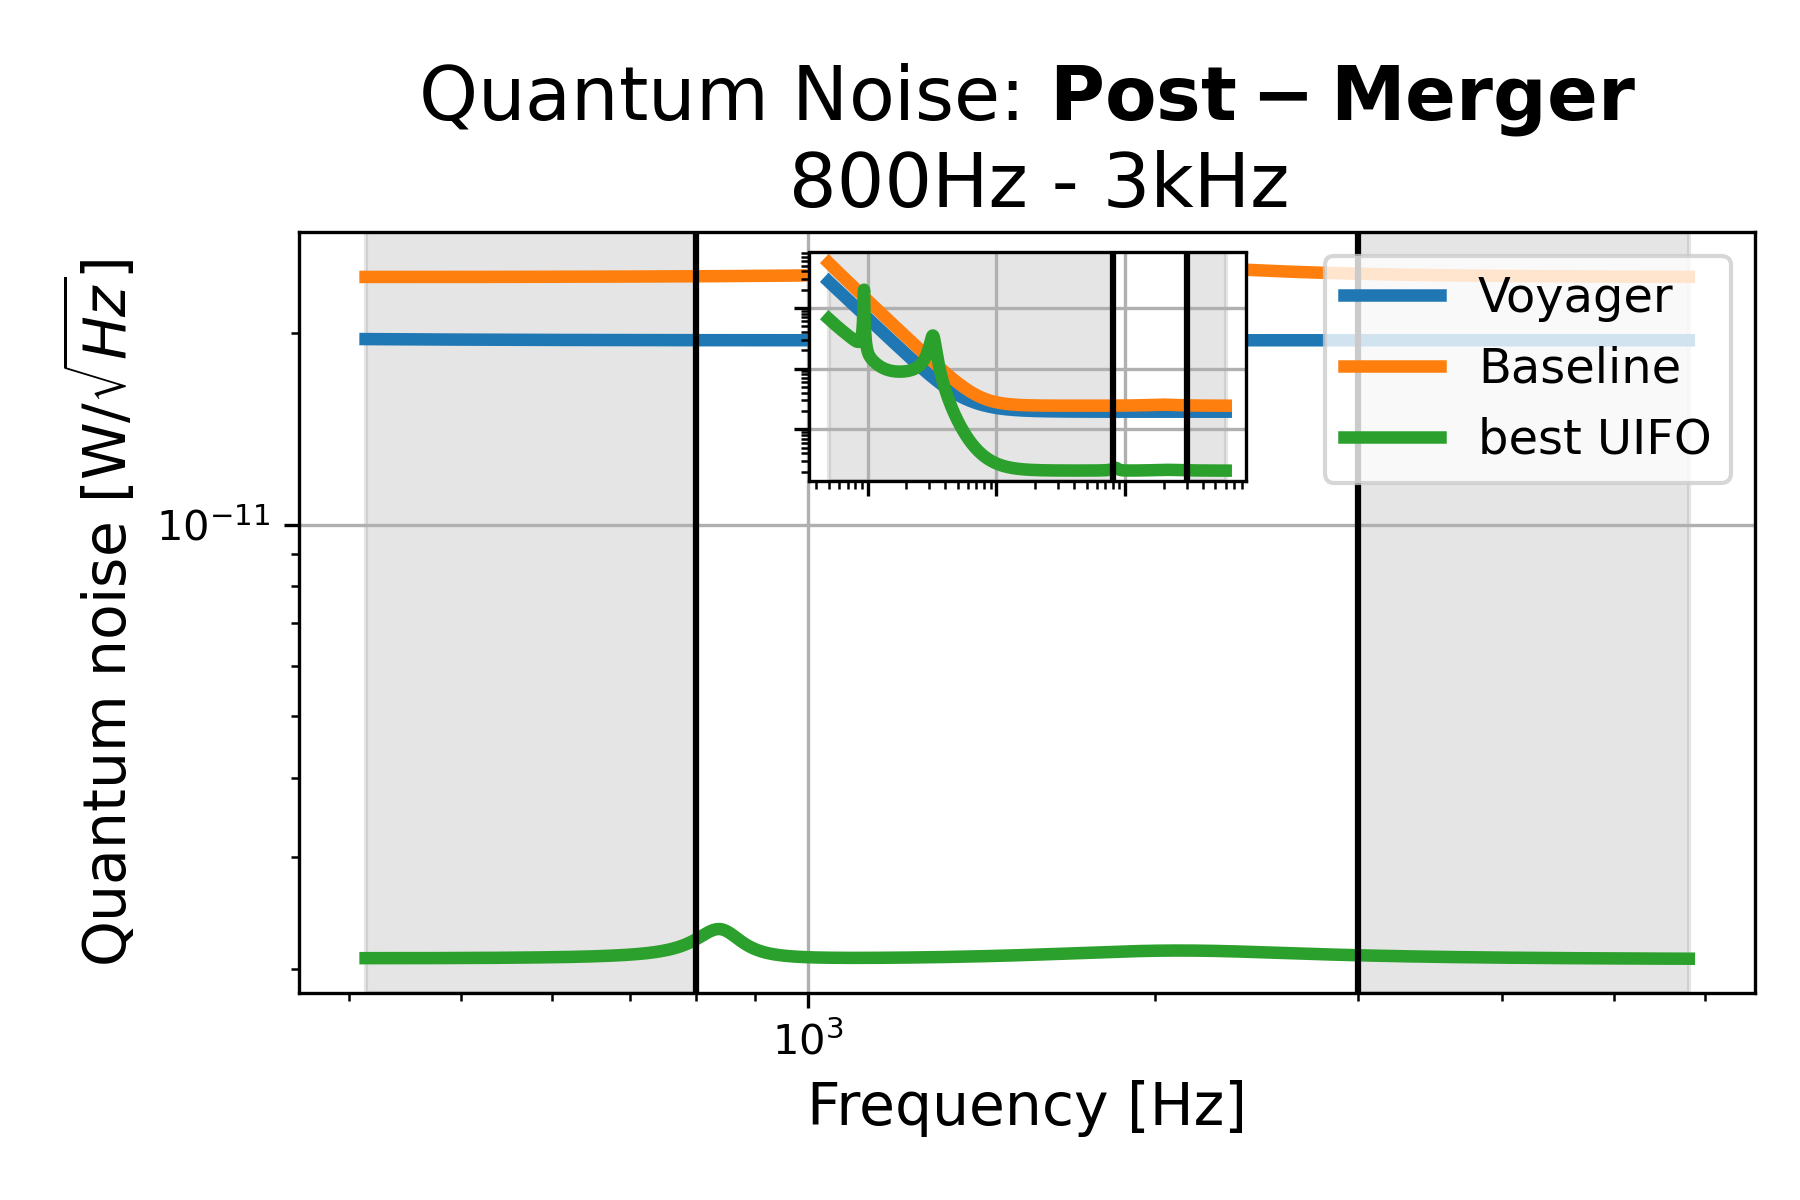 Quantum Noise: Post − Merger
800Hz - 3kHz
Quantum noise [W/√Hz]
10⁻¹¹
Voyager
Baseline
best UIFO
10³
Frequency [Hz]